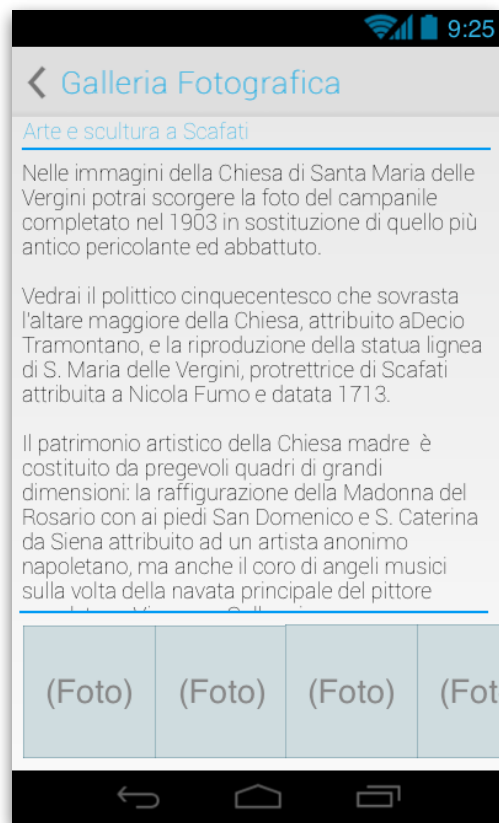 9:25
Galleria Fotografica
Arte e scultura a Scafati
Nelle immagini della Chiesa di Santa Maria delle
Vergini potrai scorgere la foto del campanile
completato nel 1903 in sostituzione di quello più
antico pericolante ed abbattuto.
Vedrai il polittico cinquecentesco che sovrasta
l'altare maggiore della Chiesa, attribuito aDecio
Tramontano, e la riproduzione della statua lignea
di S. Maria delle Vergini, protrettrice di Scafati
attribuita a Nicola Fumo e datata 1713.
Il patrimonio artistico della Chiesa madre è
costituito da pregevoli quadri di grandi
dimensioni: la raffigurazione della Madonna del
Rosario con ai piedi San Domenico e S. Caterina
da Siena attribuito ad un artista anonimo
napoletano, ma anche il coro di angeli musici
sulla volta della navata principale del pittore
(Foto) (Foto) (Foto) (Fot